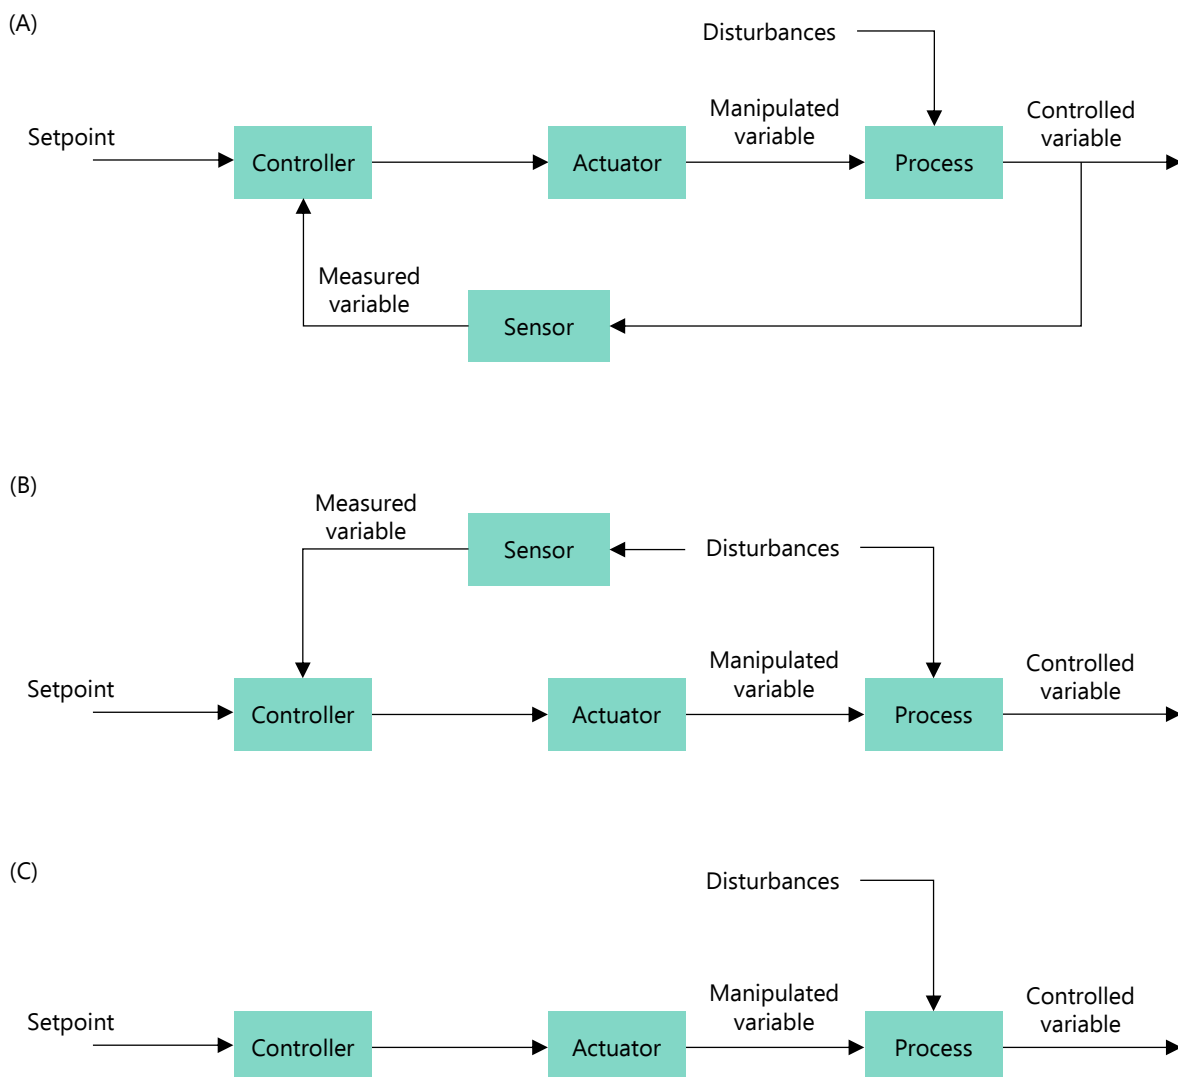 (A)
Disturbances
Setpoint
Controller
Actuator
Manipulated
variable
Process
Controlled
variable
Measured
variable
Sensor
(B)
Measured
variable
Sensor
Disturbances
Setpoint
Controller
Actuator
Manipulated
variable
Process
Controlled
variable
(C)
Disturbances
Setpoint
Controller
Actuator
Manipulated
variable
Process
Controlled
variable